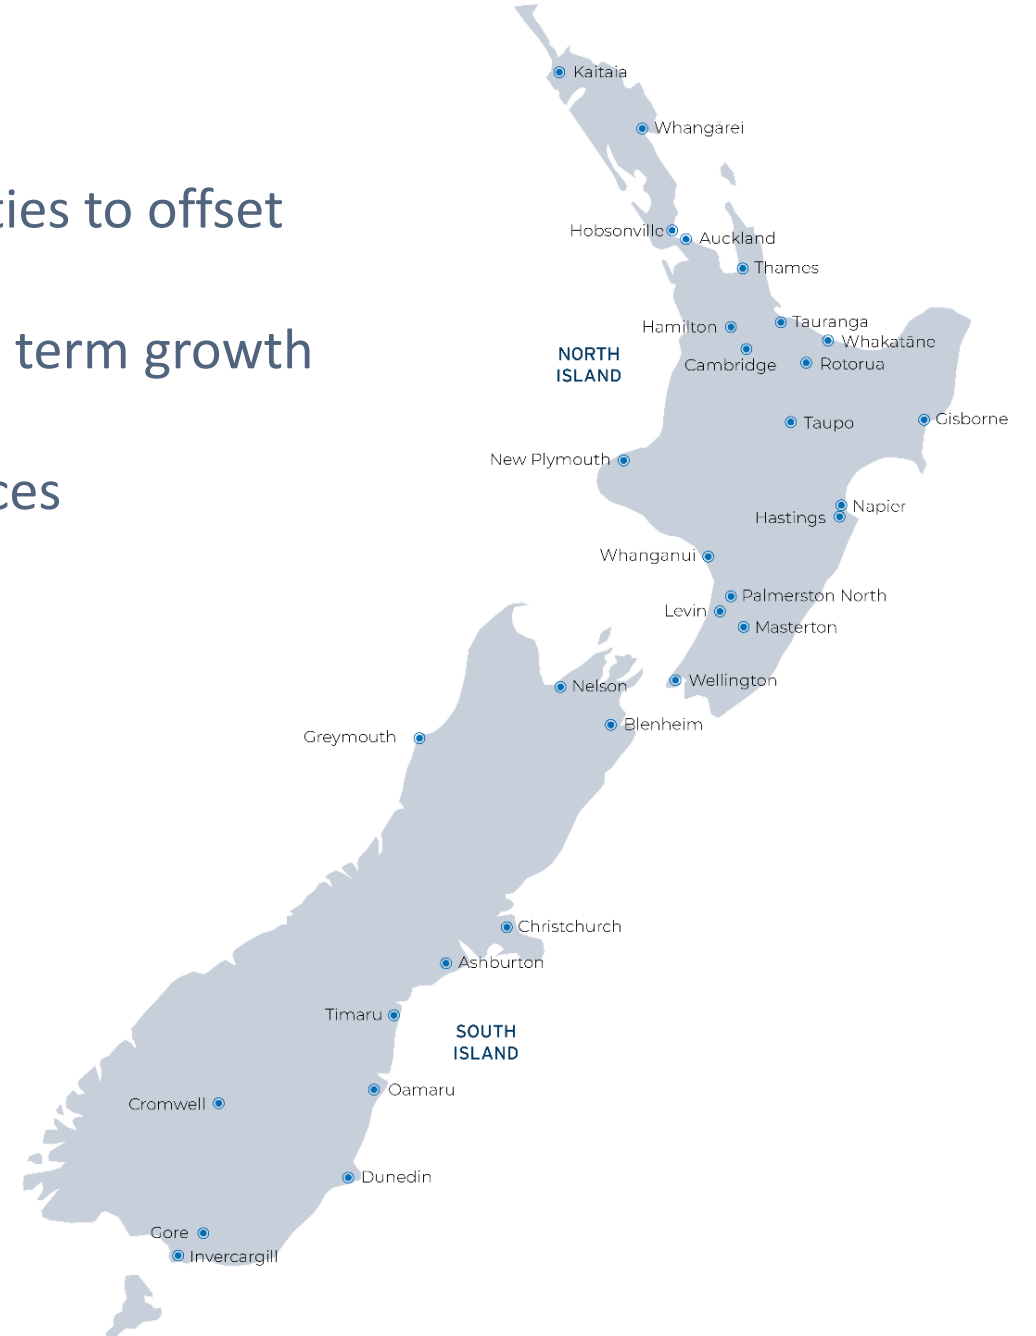 ties to offset
term growth
ces
Kaitaia
Whangārei
Hobsonville
Auckland
Thames
Hamilton
Tauranga
Whakatāne
Cambridge
Rotorua
NORTH
ISLAND
Taupo
Gisborne
New Plymouth
Napier
Hastings
Whanganui
Palmerston North
Levin
Masterton
Wellington
Nelson
Blenheim
Greymouth
Christchurch
Ashburton
Timaru
SOUTH
ISLAND
Oamaru
Cromwell
Dunedin
Gore
Invercargill